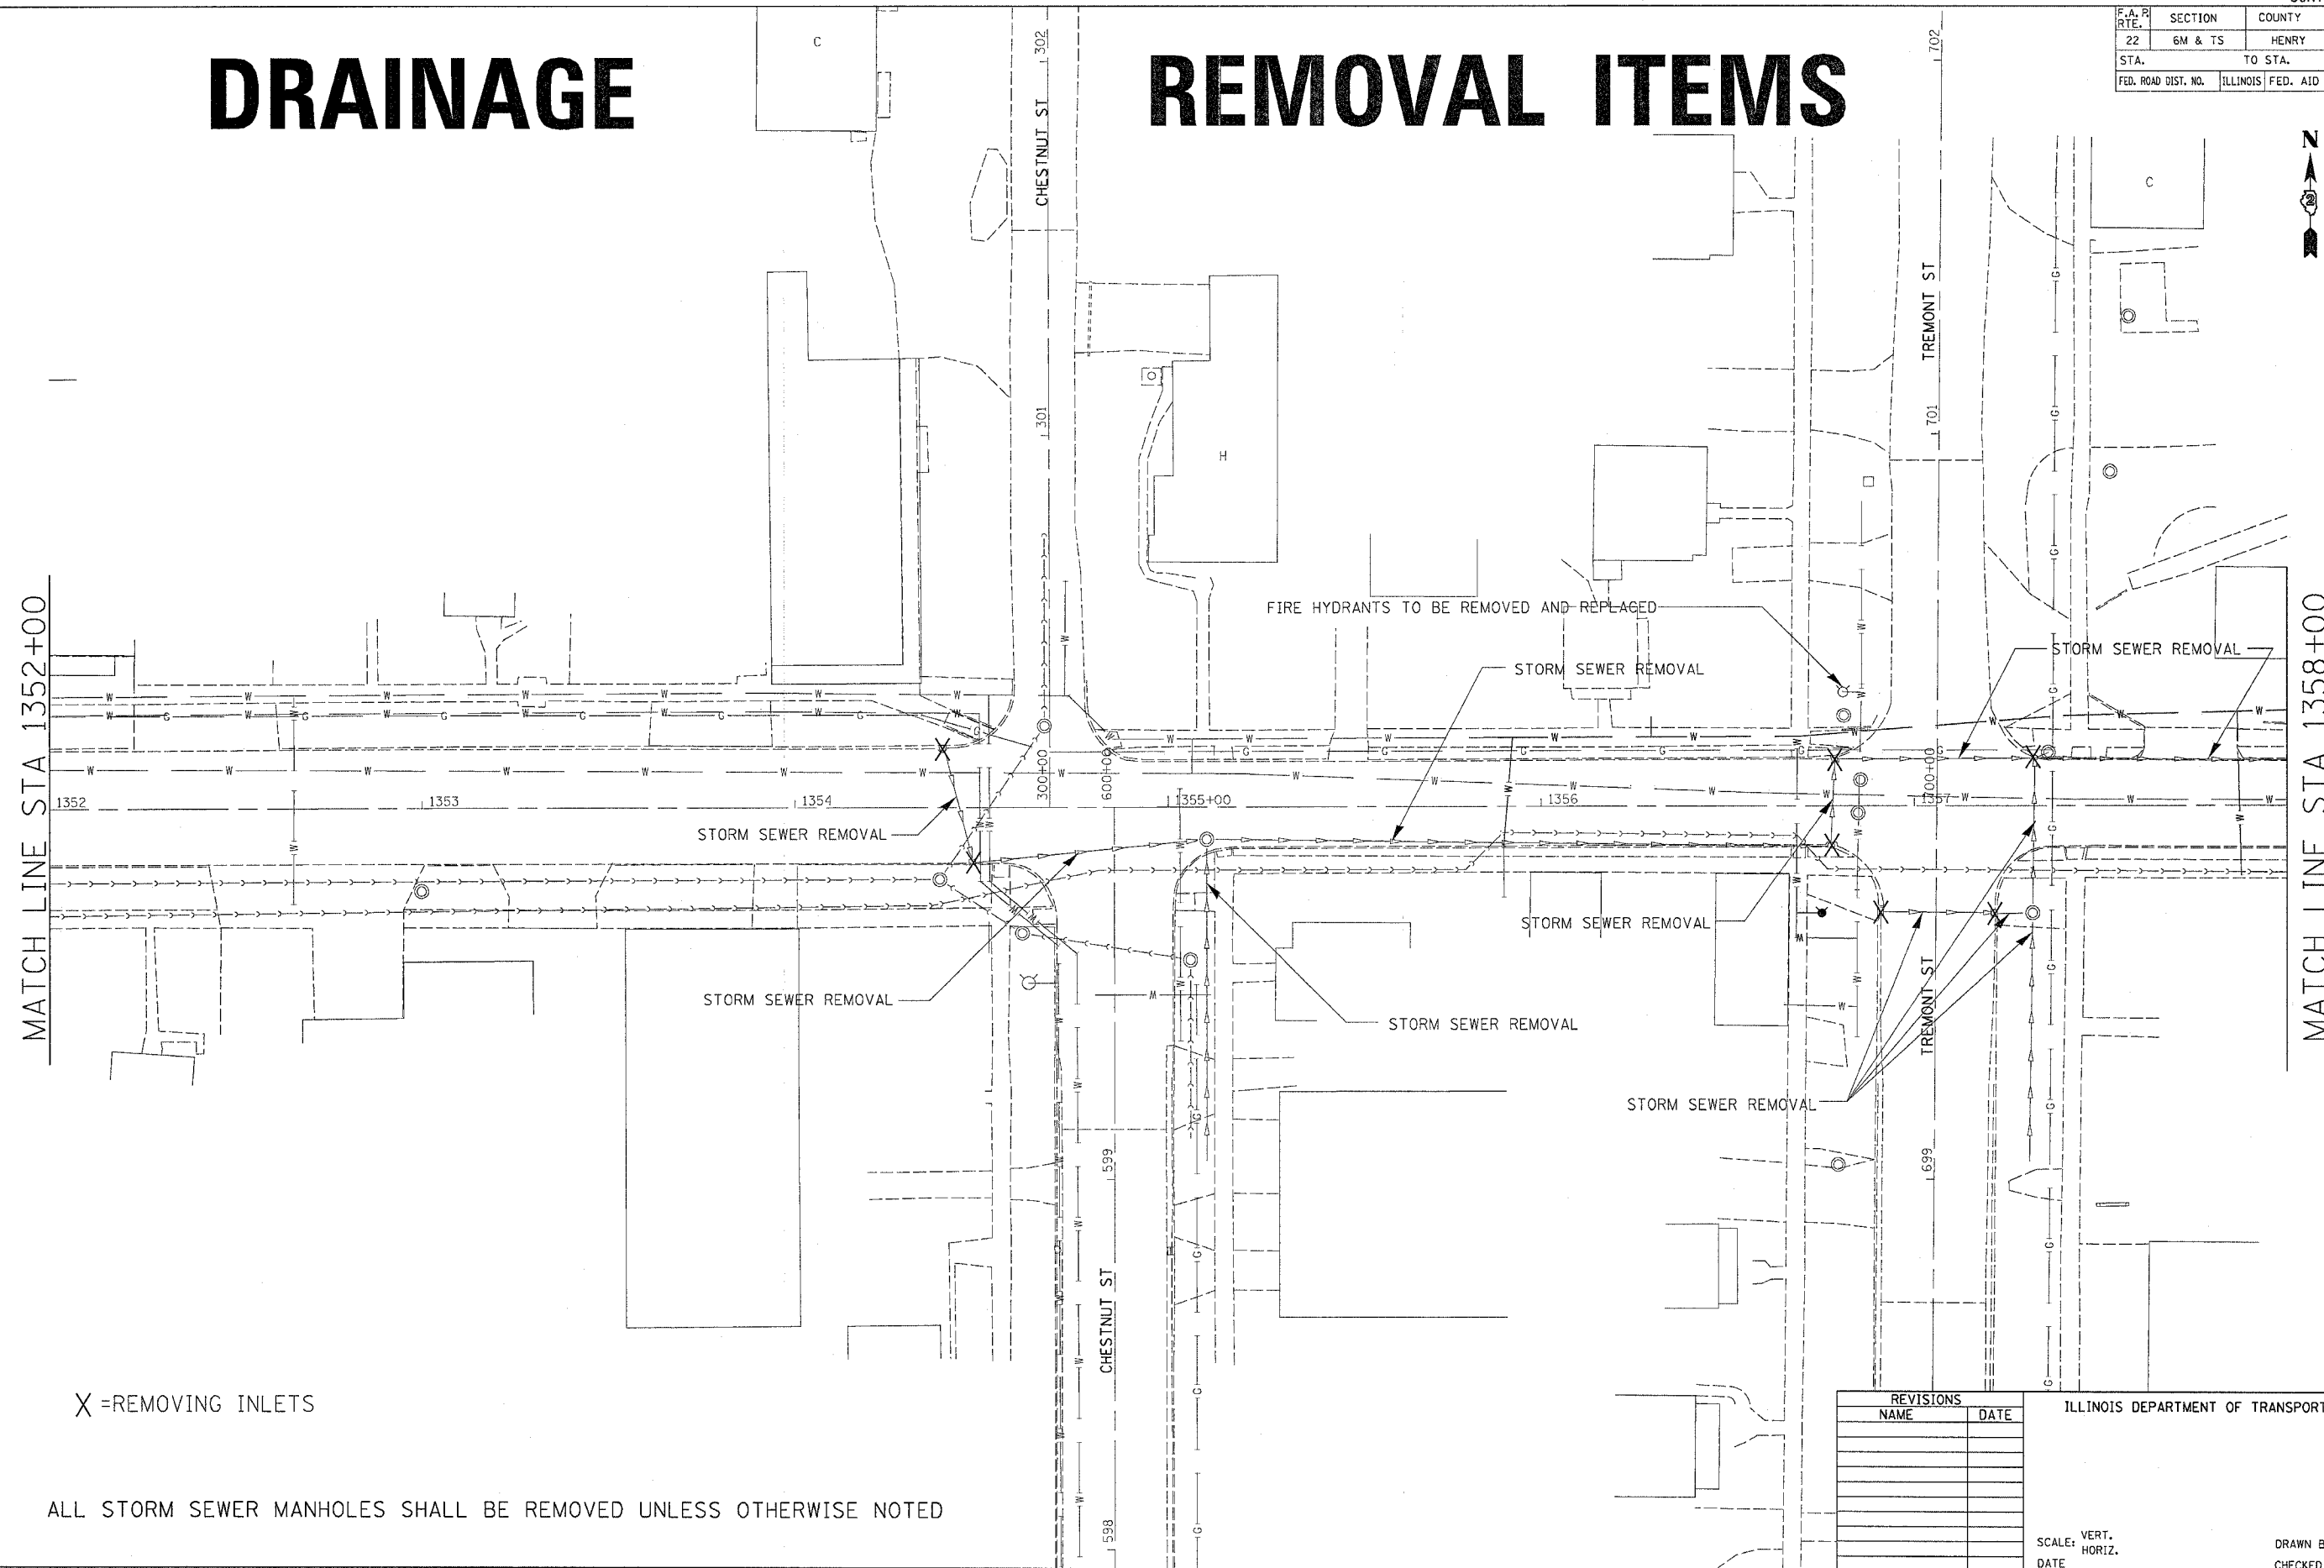 DRAINAGE REMOVAL ITEMS
F.A.P. RTE. SECTION COUNTY
22 6M & TS HENRY
STA. TO STA.
FED. ROAD DIST. NO. ILLINOIS FED. AID
N
2
C
CHESTNUT ST
302
301
300+00
TREMONT ST
702
701
700+00
C
H
MATCH LINE STA 1352+00
MATCH LINE STA 1358+00
FIRE HYDRANTS TO BE REMOVED AND REPLACED
STORM SEWER REMOVAL
STORM SEWER REMOVAL
1352
1353
1354
600+00
1355+00
1356
1357
STORM SEWER REMOVAL
STORM SEWER REMOVAL
STORM SEWER REMOVAL
STORM SEWER REMOVAL
STORM SEWER REMOVAL
TREMONT ST
699
CHESTNUT ST
599
598
X =REMOVING INLETS
ALL STORM SEWER MANHOLES SHALL BE REMOVED UNLESS OTHERWISE NOTED
REVISIONS
NAME DATE
ILLINOIS DEPARTMENT OF TRANSPORT
SCALE: VERT.
HORIZ.
DATE
DRAWN
CHECKED